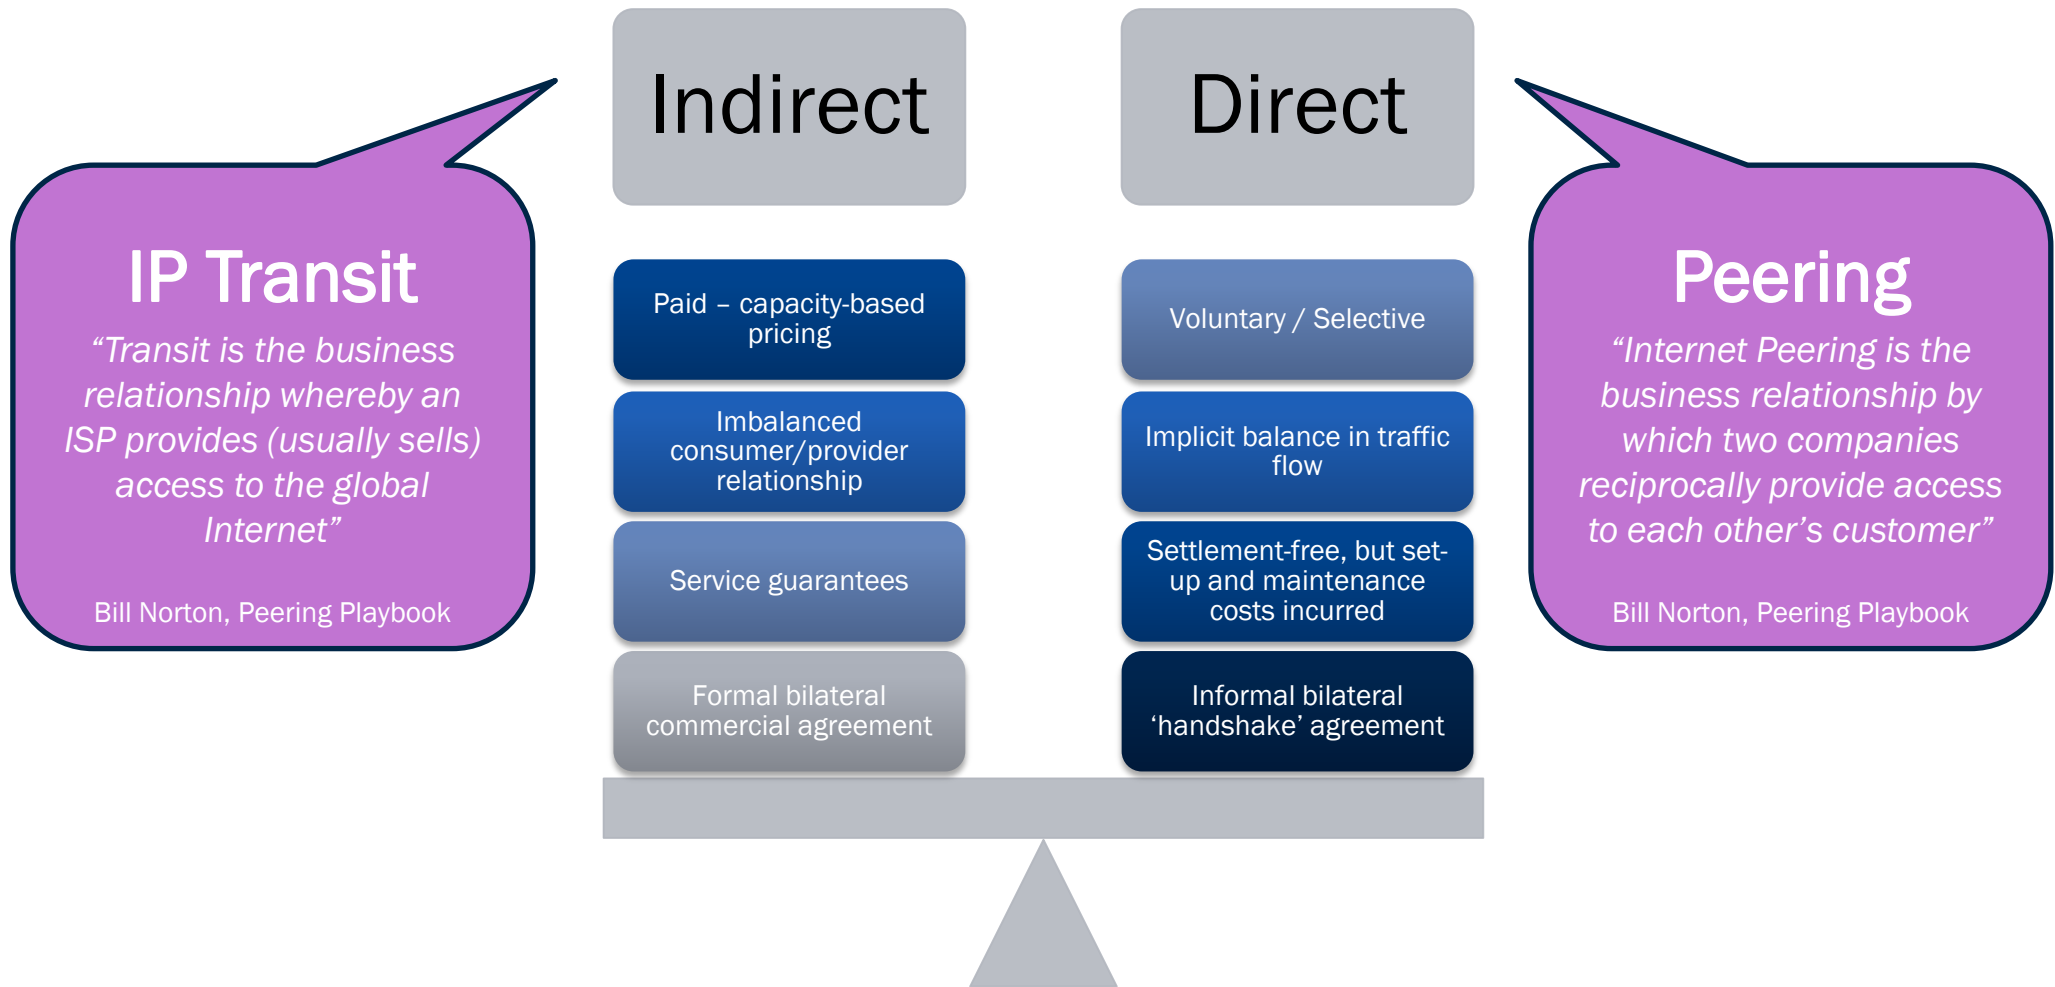 Indirect
Direct
IP Transit
“Transit is the business
relationship whereby an
ISP provides (usually sells)
access to the global
Internet”
Bill Norton, Peering Playbook
Paid – capacity-based
pricing
Imbalanced
consumer/provider
relationship
Service guarantees
Formal bilateral
commercial agreement
Voluntary / Selective
Implicit balance in traffic
flow
Settlement-free, but set-
up and maintenance
costs incurred
Informal bilateral
‘handshake’ agreement
Peering
“Internet Peering is the
business relationship by
which two companies
reciprocally provide access
to each other’s customer”
Bill Norton, Peering Playbook